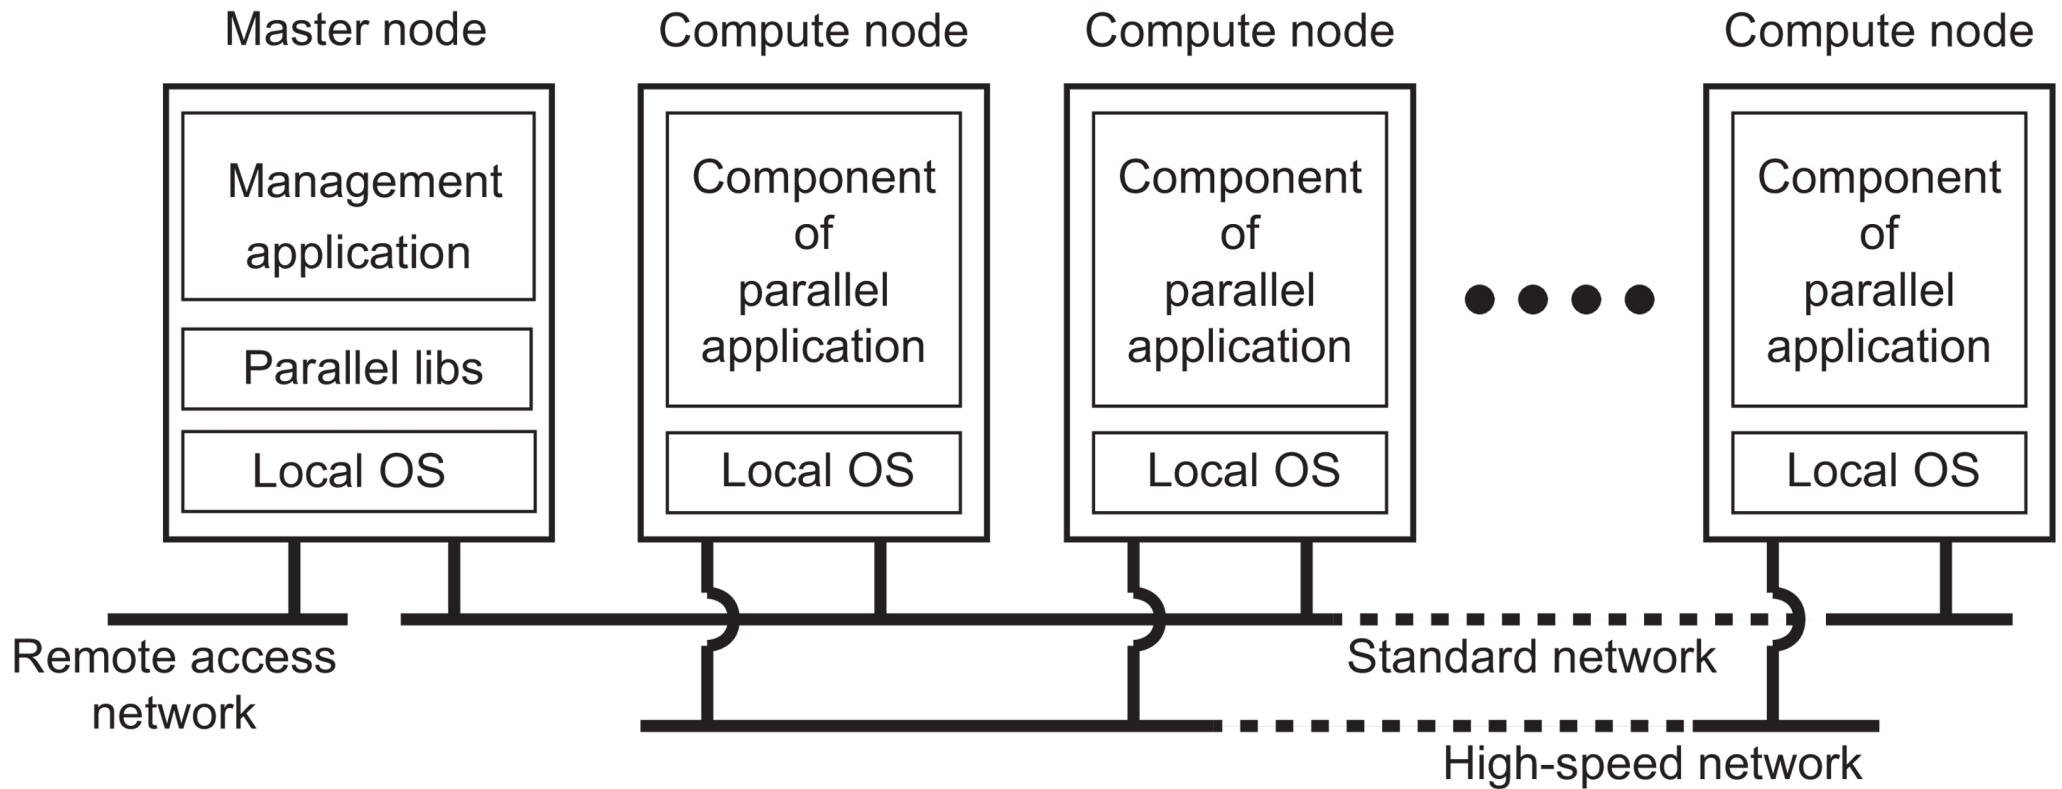 Master node
Compute node
Compute node
Compute node
Management
application
Parallel libs
Local OS
Component
of
parallel
application
Local OS
Component
of
parallel
application
Local OS
Component
of
parallel
application
Local OS
Remote access
network
Standard network
High-speed network